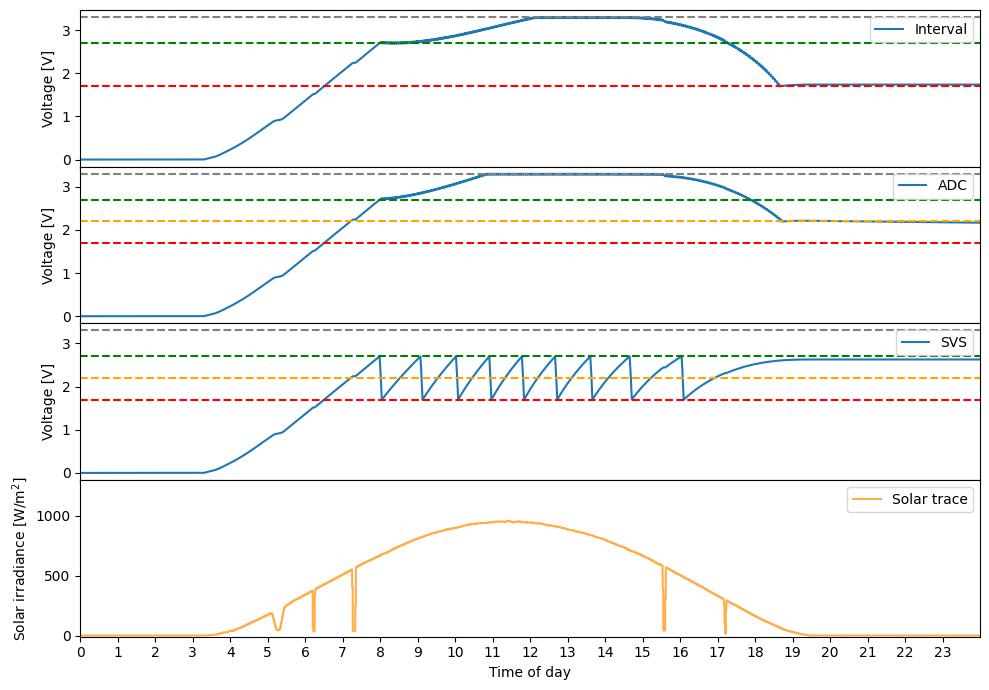 3
2
1
0
Voltage [V]
Interval
3
2
1
0
Voltage [V]
ADC
3
2
1
0
Voltage [V]
SVS
1000
500
0
Solar irradiance [W/m²]
Solar trace
0 1 2 3 4 5 6 7 8 9 10 11 12 13 14 15 16 17 18 19 20 21 22 23
Time of day